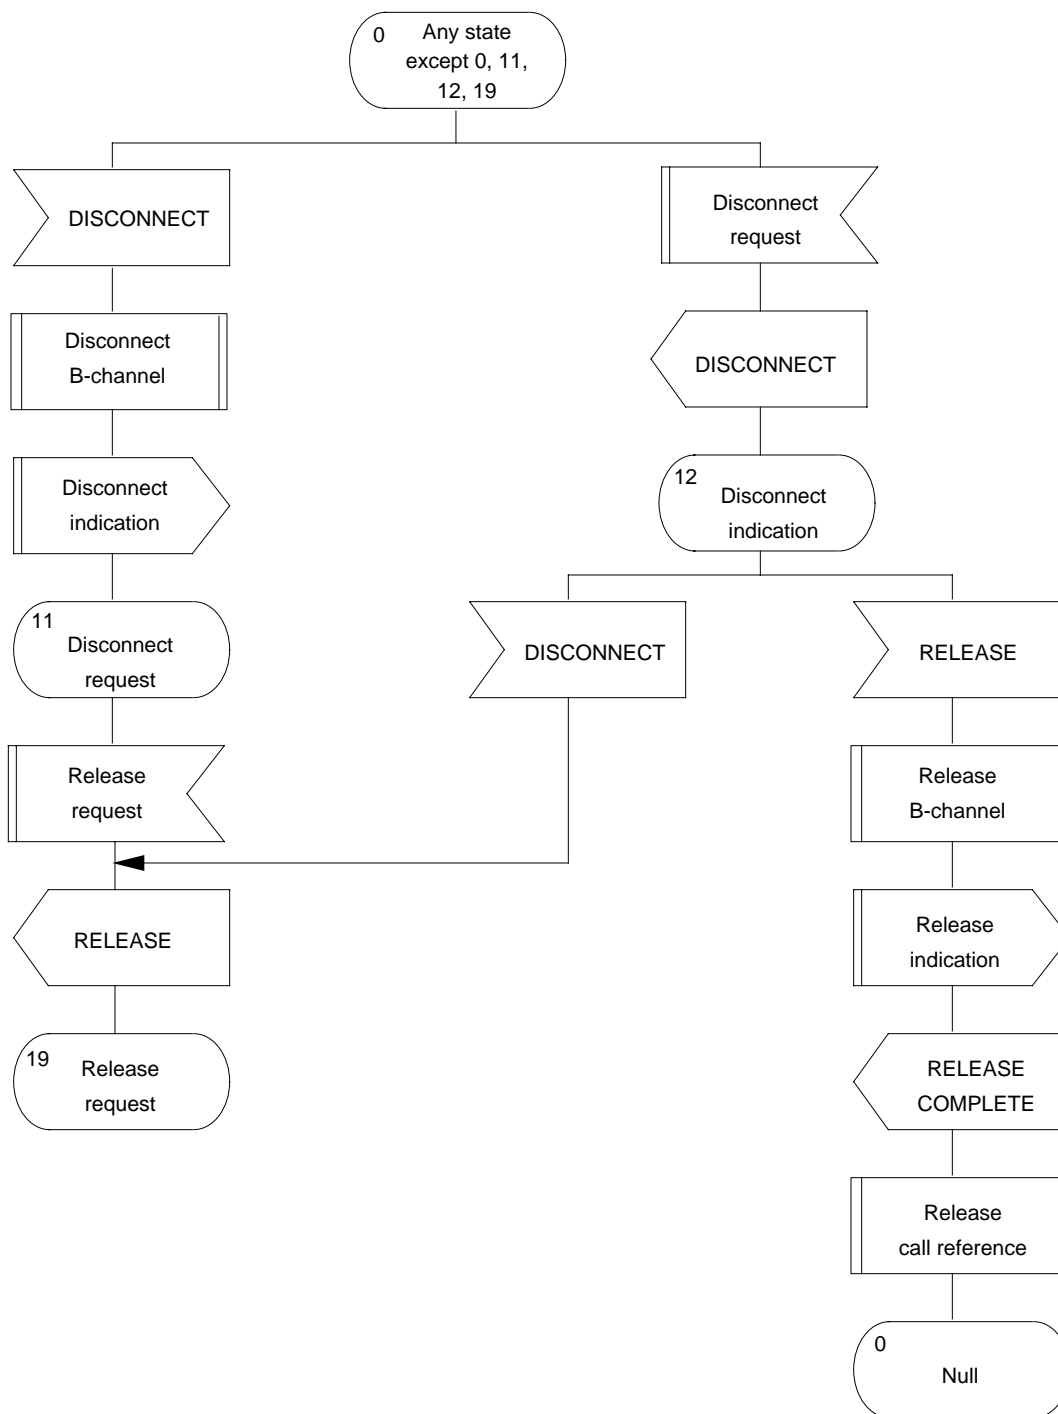 0
Any state
except 0, 11,
12, 19
DISCONNECT
Disconnect
request
Disconnect
B-channel
DISCONNECT
Disconnect
indication
12
Disconnect
indication
11
Disconnect
request
DISCONNECT
RELEASE
Release
request
Release
B-channel
RELEASE
Release
indication
19
Release
request
RELEASE
COMPLETE
Release
call reference
0
Null